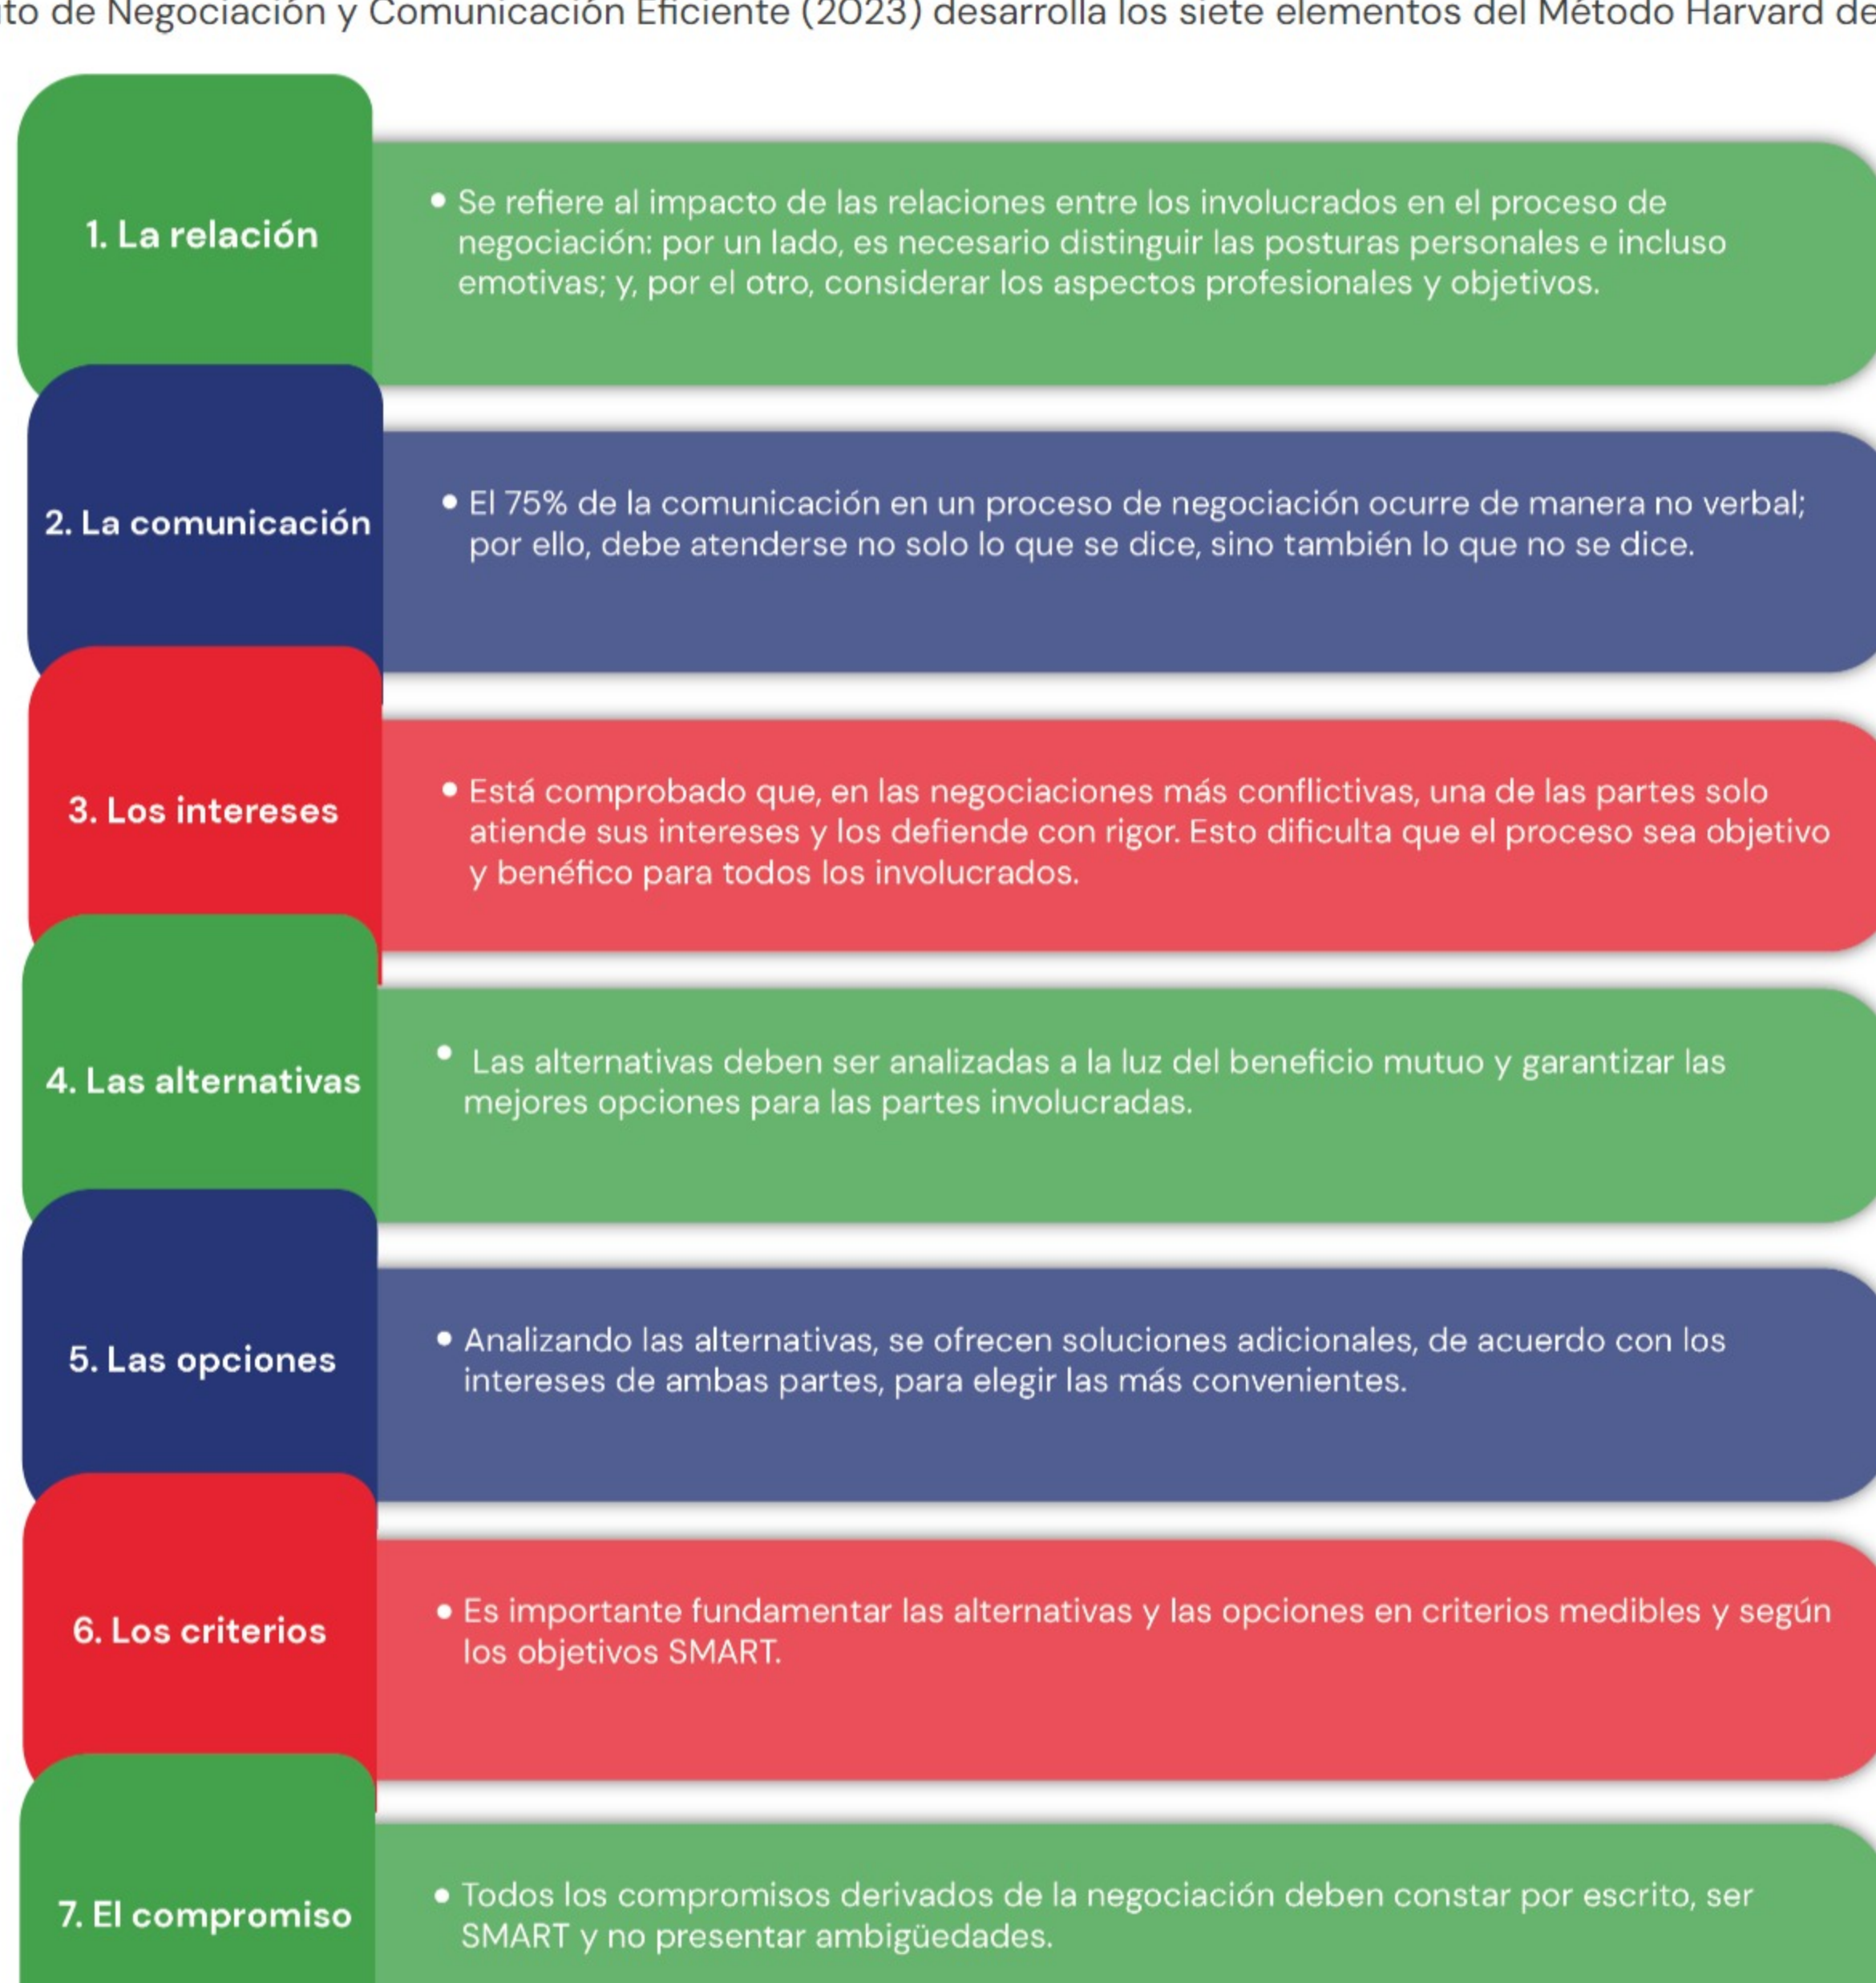 to de Negociación y Comunicación Eficiente (2023) desarrolla los siete elementos del Método Harvard de
1. La relación
• Se refiere al impacto de las relaciones entre los involucrados en el proceso de
negociación: por un lado, es necesario distinguir las posturas personales e incluso
emotivas; y, por el otro, considerar los aspectos profesionales y objetivos.
2. La comunicación
• El 75% de la comunicación en un proceso de negociación ocurre de manera no verbal;
por ello, debe atenderse no solo lo que se dice, sino también lo que no se dice.
3. Los intereses
• Está comprobado que, en las negociaciones más conflictivas, una de las partes solo
atiende sus intereses y los defiende con rigor. Esto dificulta que el proceso sea objetivo
y benéfico para todos los involucrados.
4. Las alternativas
• Las alternativas deben ser analizadas a la luz del beneficio mutuo y garantizar las
mejores opciones para las partes involucradas.
5. Las opciones
• Analizando las alternativas, se ofrecen soluciones adicionales, de acuerdo con los
intereses de ambas partes, para elegir las más convenientes.
6. Los criterios
• Es importante fundamentar las alternativas y las opciones en criterios medibles y según
los objetivos SMART.
7. El compromiso
• Todos los compromisos derivados de la negociación deben constar por escrito, ser
SMART y no presentar ambigüedades.